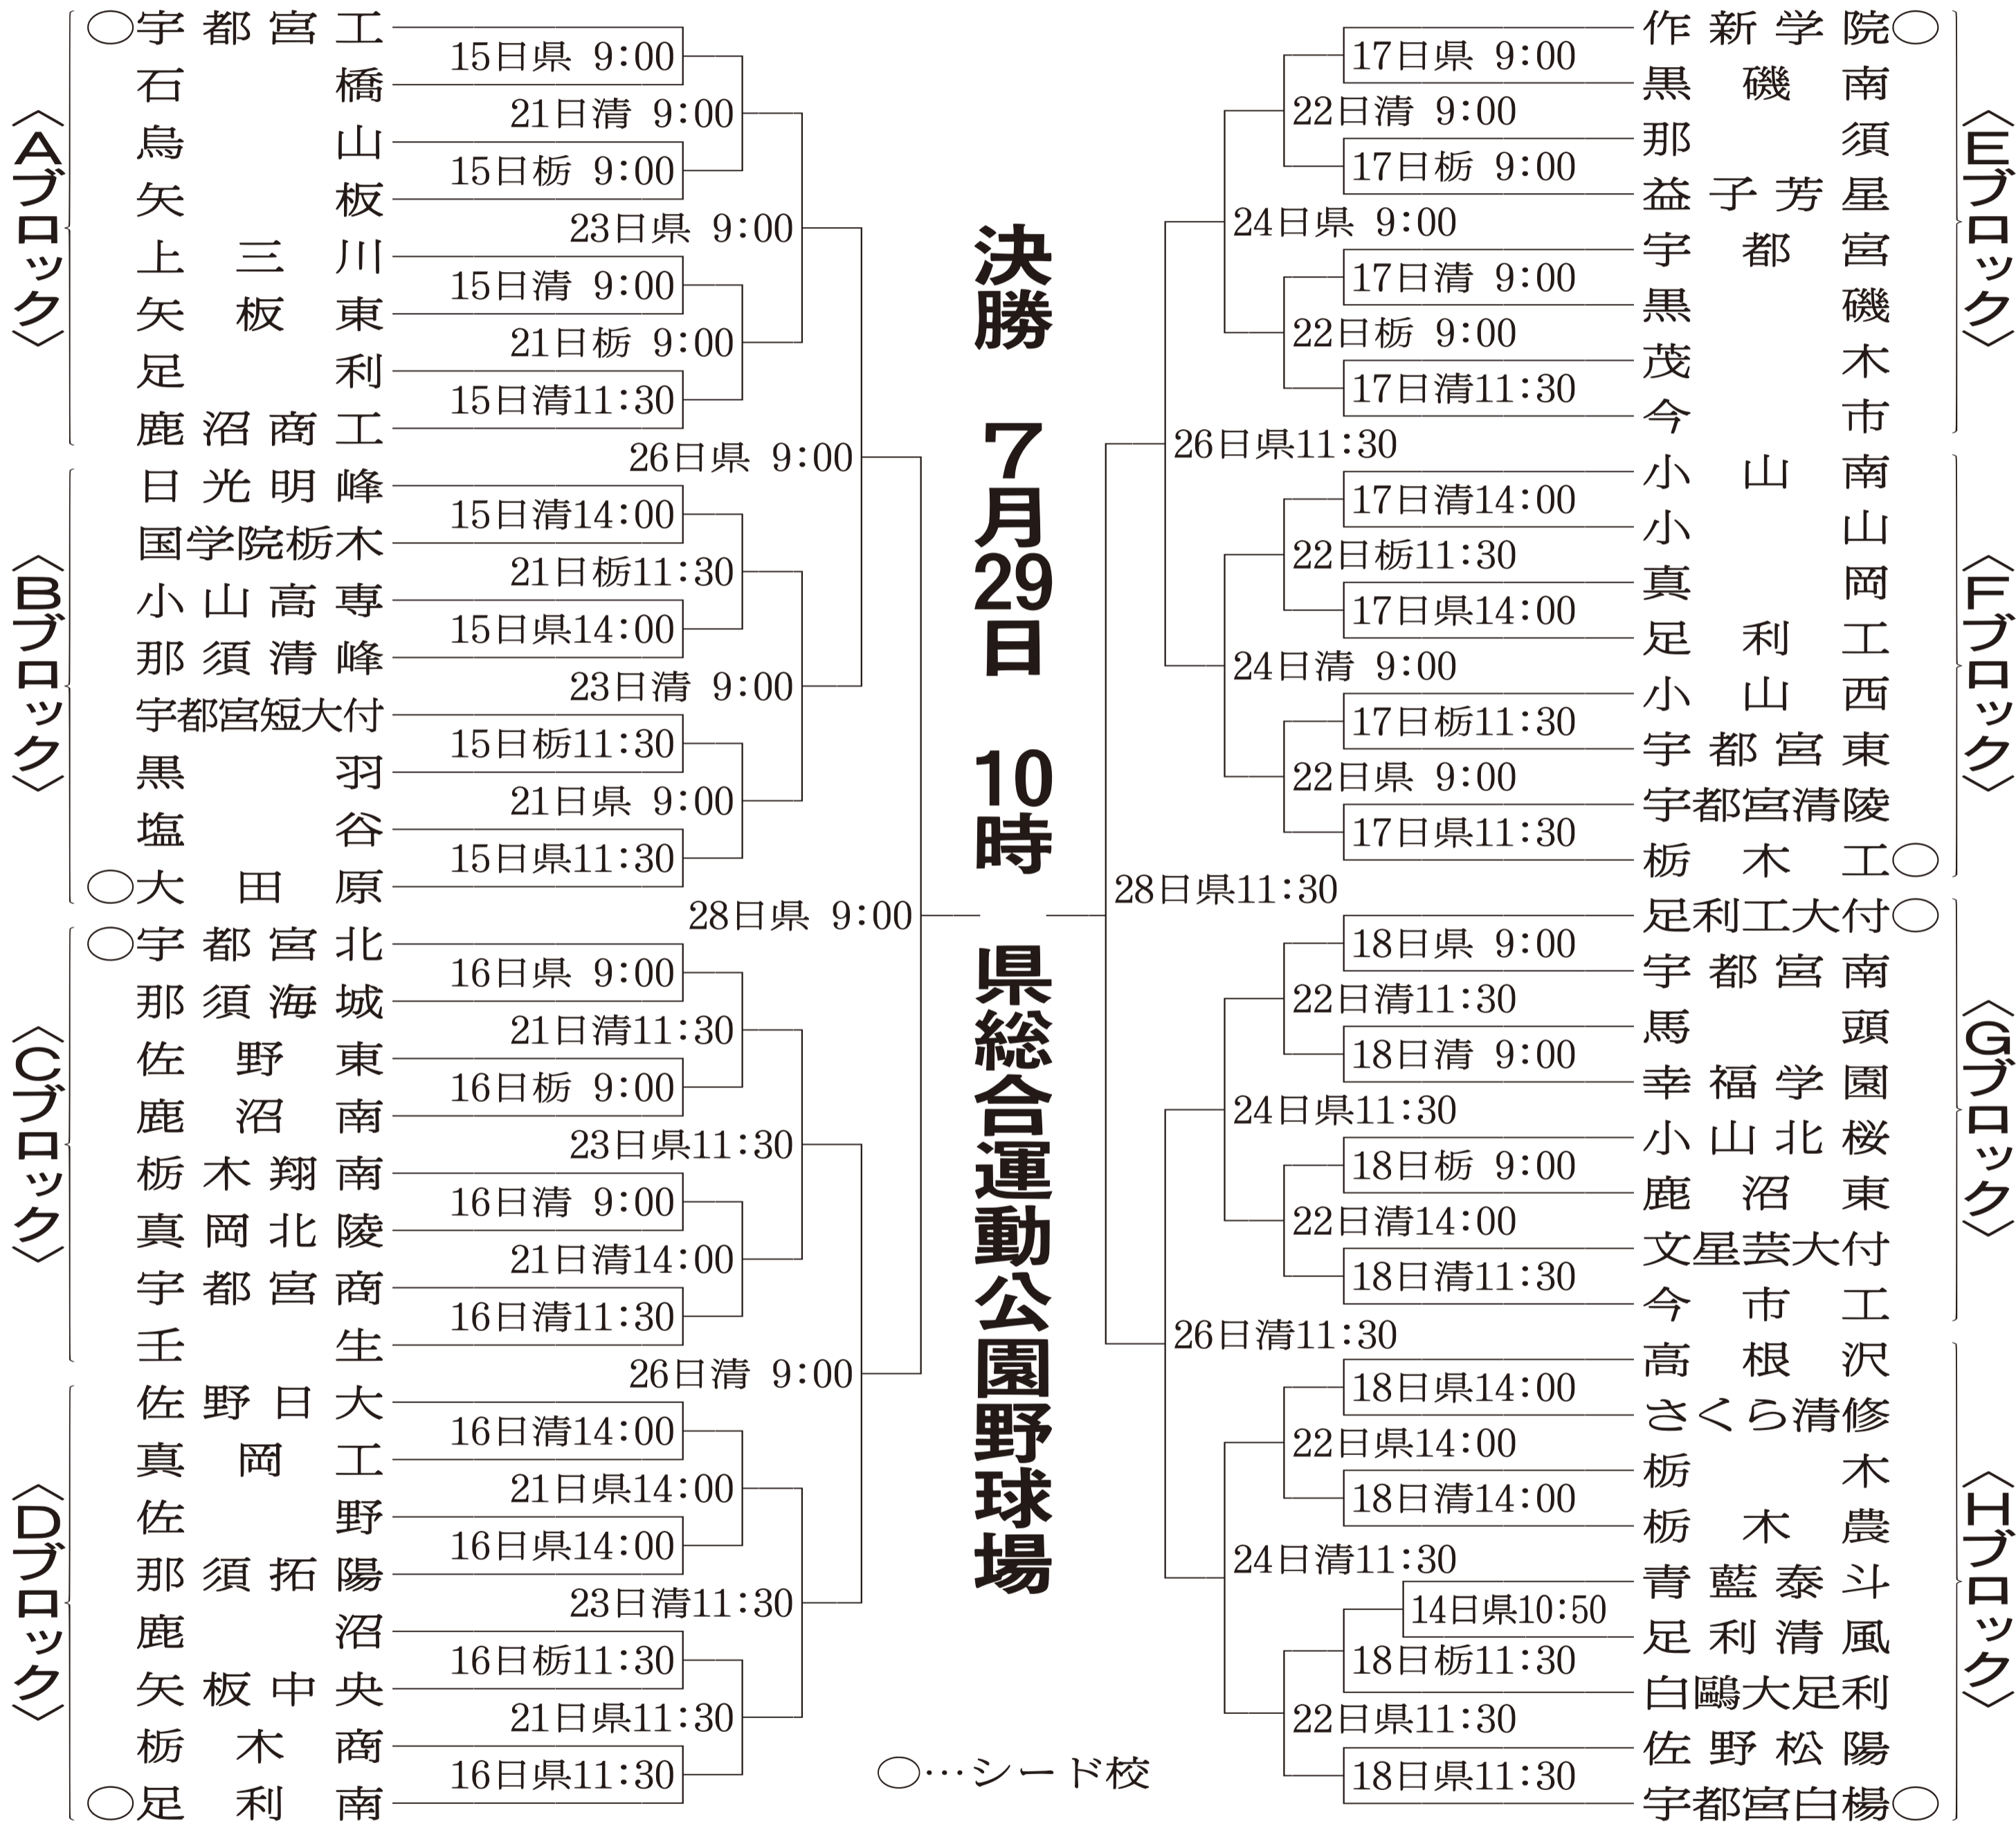 〈Aブロック〉
○宇都宮工
15日県 9:00
石橋
21日清 9:00
烏山
15日栃 9:00
矢板
23日県 9:00
上三川
15日清 9:00
矢板東
21日栃 9:00
足利
15日清11:30
鹿沼商工
26日県 9:00
〈Bブロック〉
日光明峰
15日清14:00
国学院栃木
21日栃11:30
小山高専
15日県14:00
那須清峰
23日清 9:00
宇都宮短大付
15日栃11:30
黒羽
21日県 9:00
塩谷
15日県11:30
○大田原
28日県 9:00
〈Cブロック〉
○宇都宮北
16日県 9:00
那須海城
21日清11:30
佐野東
16日栃 9:00
鹿沼南
23日県11:30
栃木翔南
16日清 9:00
真岡北陵
21日清14:00
宇都宮商
16日清11:30
壬生
26日清 9:00
〈Dブロック〉
佐野日大
16日清14:00
真岡工
21日県14:00
佐野
16日県14:00
那須拓陽
23日清11:30
鹿沼
16日栃11:30
矢板中央
21日県11:30
栃木商
16日県11:30
○足利南
決勝 7月29日 10時 県総合運動公園野球場
○…シード校
〈Eブロック〉
作新学院○
17日県 9:00
黒磯南
22日清 9:00
那須
17日栃 9:00
益子芳星
24日県 9:00
宇都宮
17日清 9:00
黒磯
22日栃 9:00
茂木
17日清11:30
今市
26日県11:30
〈Fブロック〉
小山南
17日清14:00
小山
22日栃11:30
真岡
17日県14:00
足利工
24日清 9:00
小山西
17日栃11:30
宇都宮東
22日県 9:00
宇都宮清陵
17日県11:30
栃木工○
28日県11:30
〈Gブロック〉
足利工大付○
18日県 9:00
宇都宮南
22日清11:30
馬頭
18日清 9:00
幸福学園
24日県11:30
小山北桜
18日栃 9:00
鹿沼東
22日清14:00
文星芸大付
18日清11:30
今市工
26日清11:30
〈Hブロック〉
高根沢
18日県14:00
さくら清修
22日県14:00
栃木
18日清14:00
栃木農
24日清11:30
青藍泰斗
14日県10:50
足利清風
18日栃11:30
白鷗大足利
22日県11:30
佐野松陽
18日県11:30
宇都宮白楊○